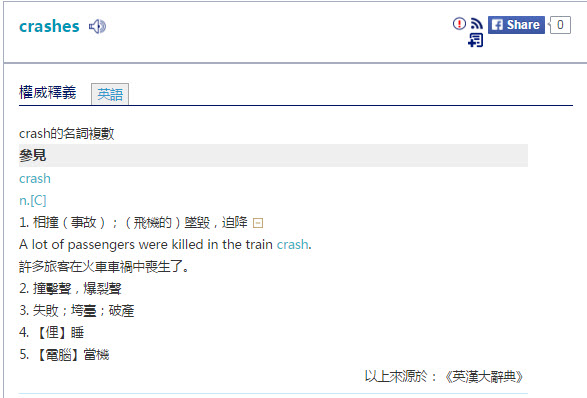 crashes
Share 0
權威釋義 英語
crash的名詞複數
參見
crash
n.[C]
1. 相撞（事故）；（飛機的）墜毀，迫降
A lot of passengers were killed in the train crash.
許多旅客在火車車禍中喪生了。
2. 撞擊聲，爆裂聲
3. 失敗；垮臺；破產
4. 【俚】睡
5. 【電腦】當機
以上來源於：《英漢大辭典》